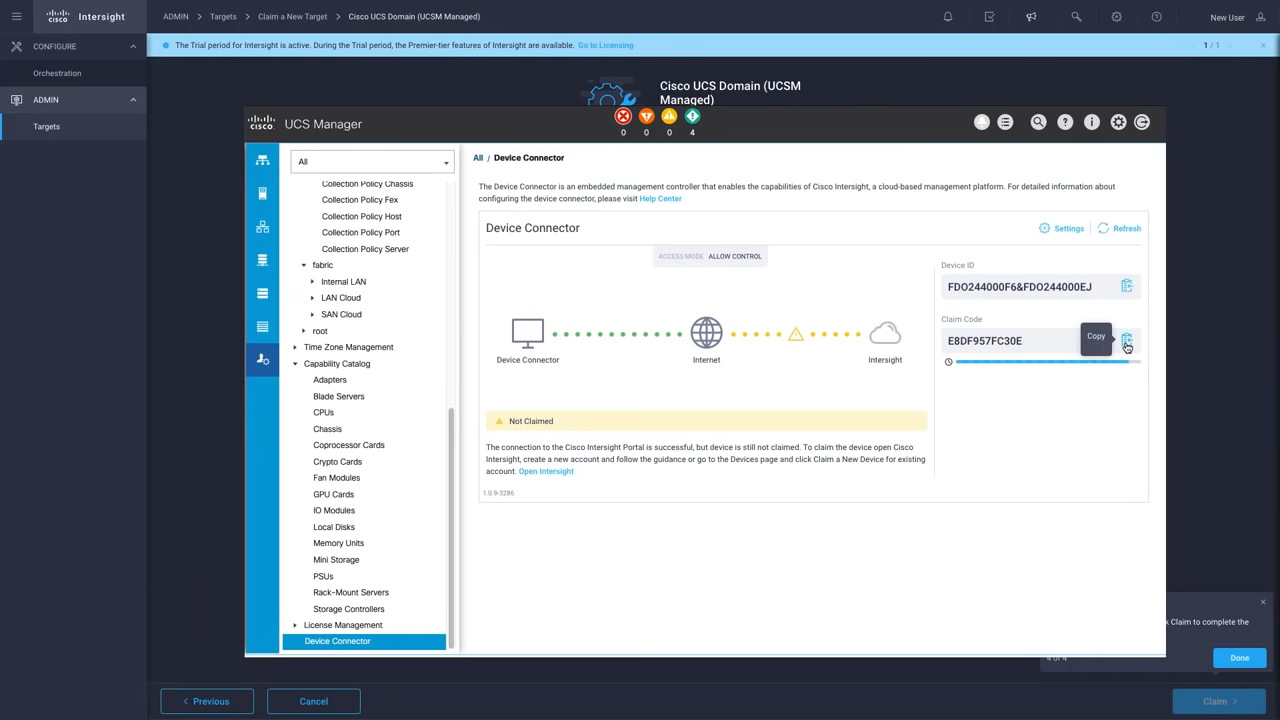 CISCO Intersight
ADMIN > Targets > Claim a New Target > Cisco UCS Domain (UCSM Managed)
New User
CONFIGURE
Orchestration
ADMIN
Targets
The Trial period for Intersight is active. During the Trial period, the Premier-tier features of Intersight are available. Go to Licensing
1 / 1
Cisco UCS Domain (UCSM
Managed)
CISCO UCS Manager
0 0 0 4
All
Collection Policy Chassis
Collection Policy Fex
Collection Policy Host
Collection Policy Port
Collection Policy Server
fabric
Internal LAN
LAN Cloud
SAN Cloud
root
Time Zone Management
Capability Catalog
Adapters
Blade Servers
CPUs
Chassis
Coprocessor Cards
Crypto Cards
Fan Modules
GPU Cards
IO Modules
Local Disks
Memory Units
Mini Storage
PSUs
Rack-Mount Servers
Storage Controllers
License Management
Device Connector
All / Device Connector
The Device Connector is an embedded management controller that enables the capabilities of Cisco Intersight, a cloud-based management platform. For detailed information about
configuring the device connector, please visit Help Center
Device Connector
Settings
Refresh
ACCESS MODE ALLOW CONTROL
Device Connector
Internet
Intersight
Not Claimed
The connection to the Cisco Intersight Portal is successful, but device is still not claimed. To claim the device open Cisco
Intersight, create a new account and follow the guidance or go to the Devices page and click Claim a New Device for existing
account. Open Intersight
1.0.9-3286
Device ID
FDO244000F6&FDO244000EJ
Claim Code
E8DF957FC30E
Copy
k Claim to complete the
4 of 4
Done
Previous
Cancel
Claim